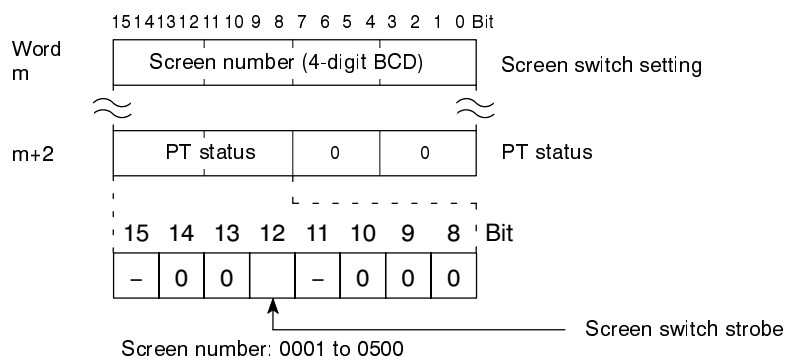 15 14 13 12 11 10 9 8 7 6 5 4 3 2 1 0 Bit
Word
m
Screen number (4-digit BCD)
Screen switch setting
m+2
PT status
0
0
PT status
15 14 13 12 11 10 9 8 Bit
– 0 0 – 0 0 0
Screen switch strobe
Screen number: 0001 to 0500